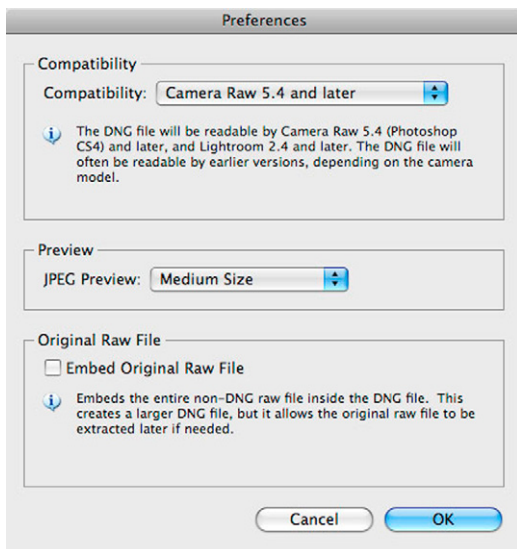 Preferences
Compatibility
Compatibility: Camera Raw 5.4 and later
The DNG file will be readable by Camera Raw 5.4 (Photoshop
CS4) and later, and Lightroom 2.4 and later. The DNG file will
often be readable by earlier versions, depending on the camera
model.
Preview
JPEG Preview: Medium Size
Original Raw File
Embed Original Raw File
Embeds the entire non-DNG raw file inside the DNG file. This
creates a larger DNG file, but it allows the original raw file to be
extracted later if needed.
Cancel OK